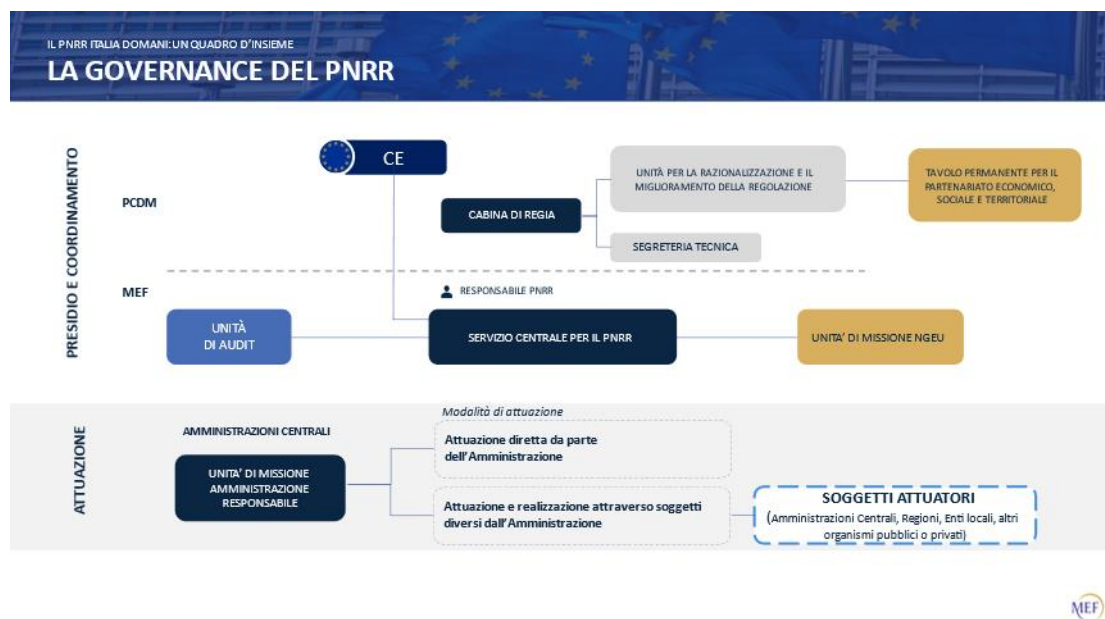 IL PNRR ITALIA DOMANI: UN QUADRO D'INSIEME
LA GOVERNANCE DEL PNRR
PRESIDIO E COORDINAMENTO
PCDM
CE
CABINA DI REGIA
UNITÀ PER LA RAZIONALIZZAZIONE E IL
MIGLIORAMENTO DELLA REGOLAZIONE
TAVOLO PERMANENTE PER IL
PARTENARIATO ECONOMICO,
SOCIALE E TERRITORIALE
SEGRETERIA TECNICA
MEF
RESPONSABILE PNRR
UNITÀ
DI AUDIT
SERVIZIO CENTRALE PER IL PNRR
UNITA' DI MISSIONE NGEU
ATTUAZIONE
AMMINISTRAZIONI CENTRALI
UNITA' DI MISSIONE
AMMINISTRAZIONE
RESPONSABILE
Modalità di attuazione
Attuazione diretta da parte
dell'Amministrazione
Attuazione e realizzazione attraverso soggetti
diversi dall'Amministrazione
SOGGETTI ATTUATORI
(Amministrazioni Centrali, Regioni, Enti locali, altri
organismi pubblici o privati)
MEF